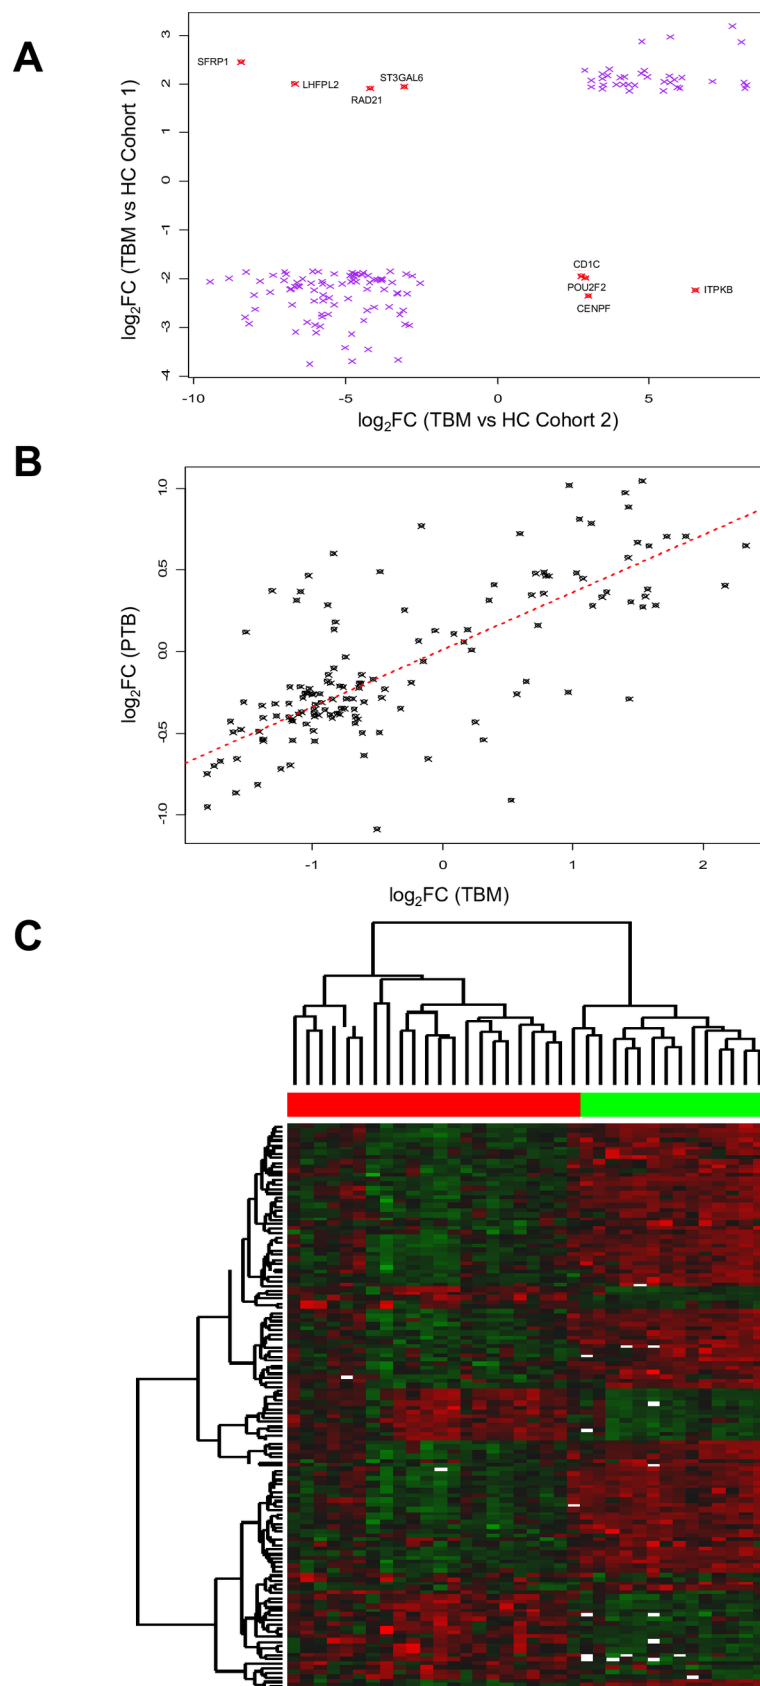 A
log2FC (TBM vs HC Cohort 1)
3
2
1
0
-1
-2
-3
-4
SFRP1
LHFPL2
ST3GAL6
RAD21
CD1C
POU2F2
CENPF
ITPKB
-10
-5
0
5
log2FC (TBM vs HC Cohort 2)
B
log2FC (PTB)
1.0
0.5
0.0
-0.5
-1.0
-1
0
1
2
log2FC (TBM)
C